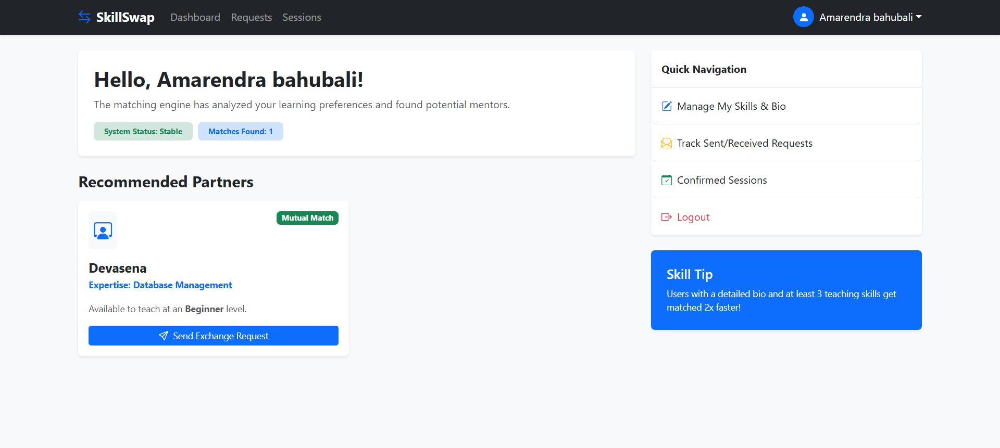 SkillSwap Dashboard Requests Sessions Amarendra bahubali
Hello, Amarendra bahubali!
The matching engine has analyzed your learning preferences and found potential mentors.
System Status: Stable Matches Found: 1
Recommended Partners
Mutual Match
Devasena
Expertise: Database Management
Available to teach at an Beginner level.
Send Exchange Request
Quick Navigation
Manage My Skills & Bio
Track Sent/Received Requests
Confirmed Sessions
Logout
Skill Tip
Users with a detailed bio and at least 3 teaching skills get
matched 2x faster!